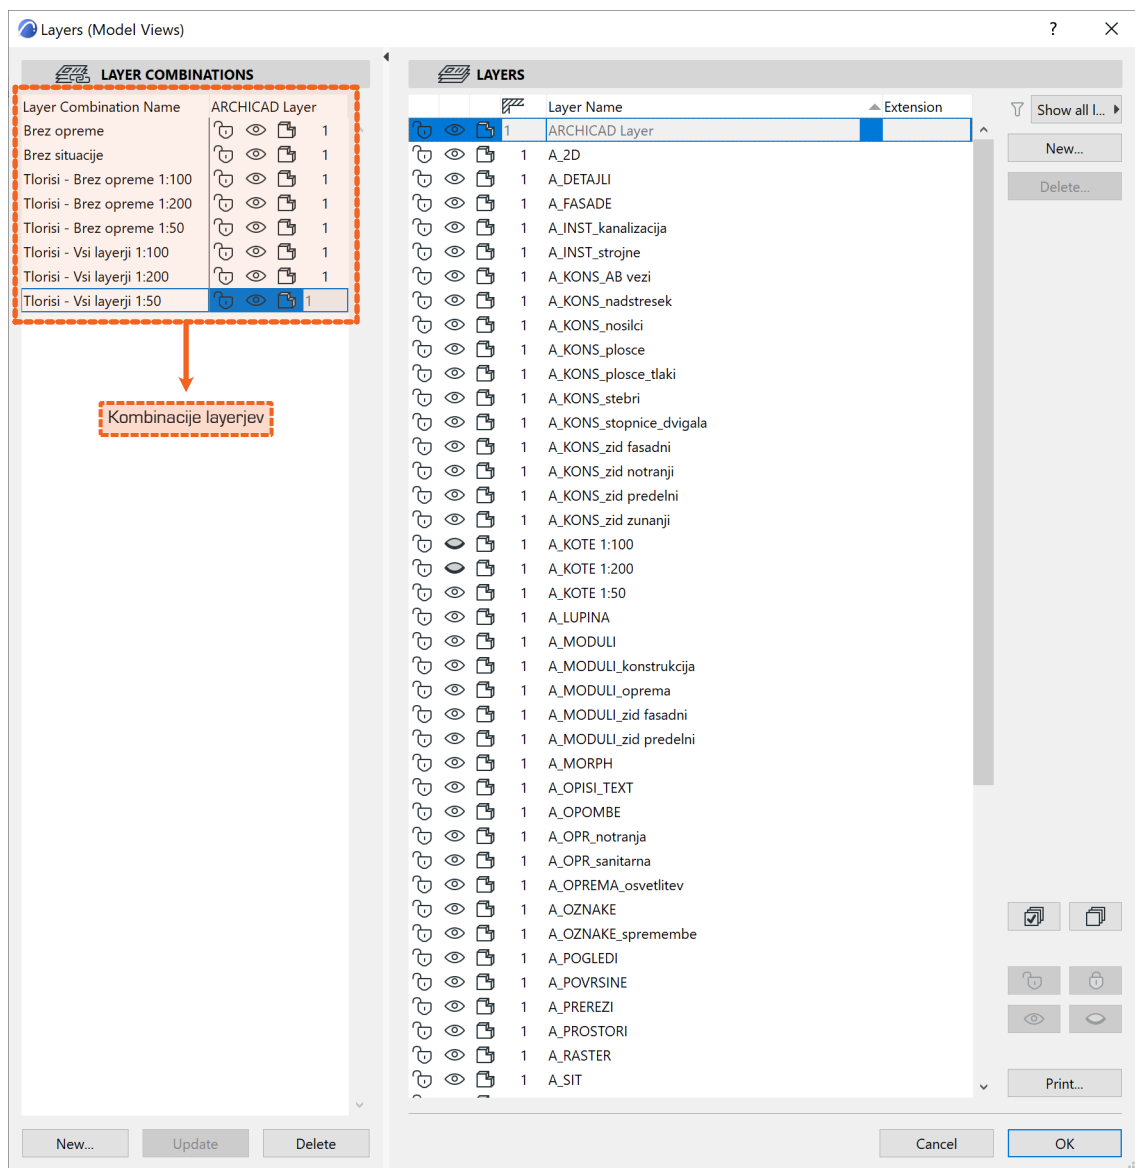 Layers (Model Views)
?
LAYER COMBINATIONS
Layer Combination Name ARCHICAD Layer
Brez opreme 1
Brez situacije 1
Tlorisi - Brez opreme 1:100 1
Tlorisi - Brez opreme 1:200 1
Tlorisi - Brez opreme 1:50 1
Tlorisi - Vsi layerji 1:100 1
Tlorisi - Vsi layerji 1:200 1
Tlorisi - Vsi layerji 1:50 1
Kombinacije layerjev
New... Update Delete
LAYERS
Layer Name Extension
1 ARCHICAD Layer
1 A_2D
1 A_DETAJLI
1 A_FASADE
1 A_INST_kanalizacija
1 A_INST_strojne
1 A_KONS_AB vezi
1 A_KONS_nadstresek
1 A_KONS_nosilci
1 A_KONS_plosce
1 A_KONS_plosce_tlaki
1 A_KONS_stebri
1 A_KONS_stopnice_dvigala
1 A_KONS_zid fasadni
1 A_KONS_zid notranji
1 A_KONS_zid predelni
1 A_KONS_zid zunanji
1 A_KOTE 1:100
1 A_KOTE 1:200
1 A_KOTE 1:50
1 A_LUPINA
1 A_MODULI
1 A_MODULI_konstrukcija
1 A_MODULI_oprema
1 A_MODULI_zid fasadni
1 A_MODULI_zid predelni
1 A_MORPH
1 A_OPISI_TEXT
1 A_OPOMBE
1 A_OPR_notranja
1 A_OPR_sanitarna
1 A_OPREMA_osvetlitev
1 A_OZNAKE
1 A_OZNAKE_spremembe
1 A_POGLEDI
1 A_POVRSINE
1 A_PREREZI
1 A_PROSTORI
1 A_RASTER
1 A_SIT
Show all l...
New...
Delete...
Print...
Cancel OK